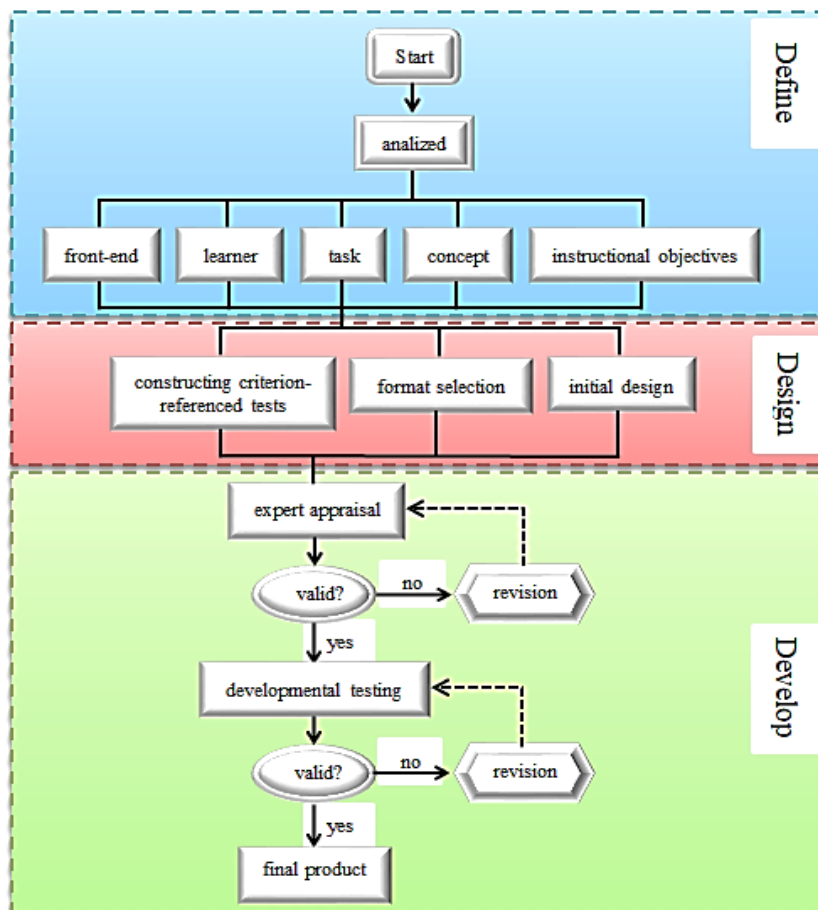 Start
Define
analized
front-end
learner
task
concept
instructional objectives
constructing criterion-
referenced tests
format selection
initial design
Design
expert appraisal
valid?
no
revision
yes
developmental testing
Develop
valid?
no
revision
yes
final product